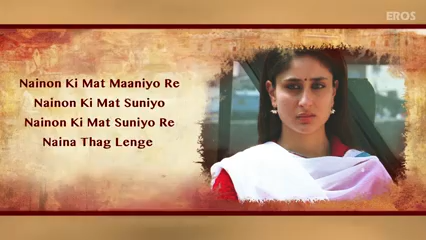 EROS
Nainon Ki Mat Maaniyo Re
Nainon Ki Mat Suniyo
Nainon Ki Mat Suniyo Re
Naina Thag Lenge